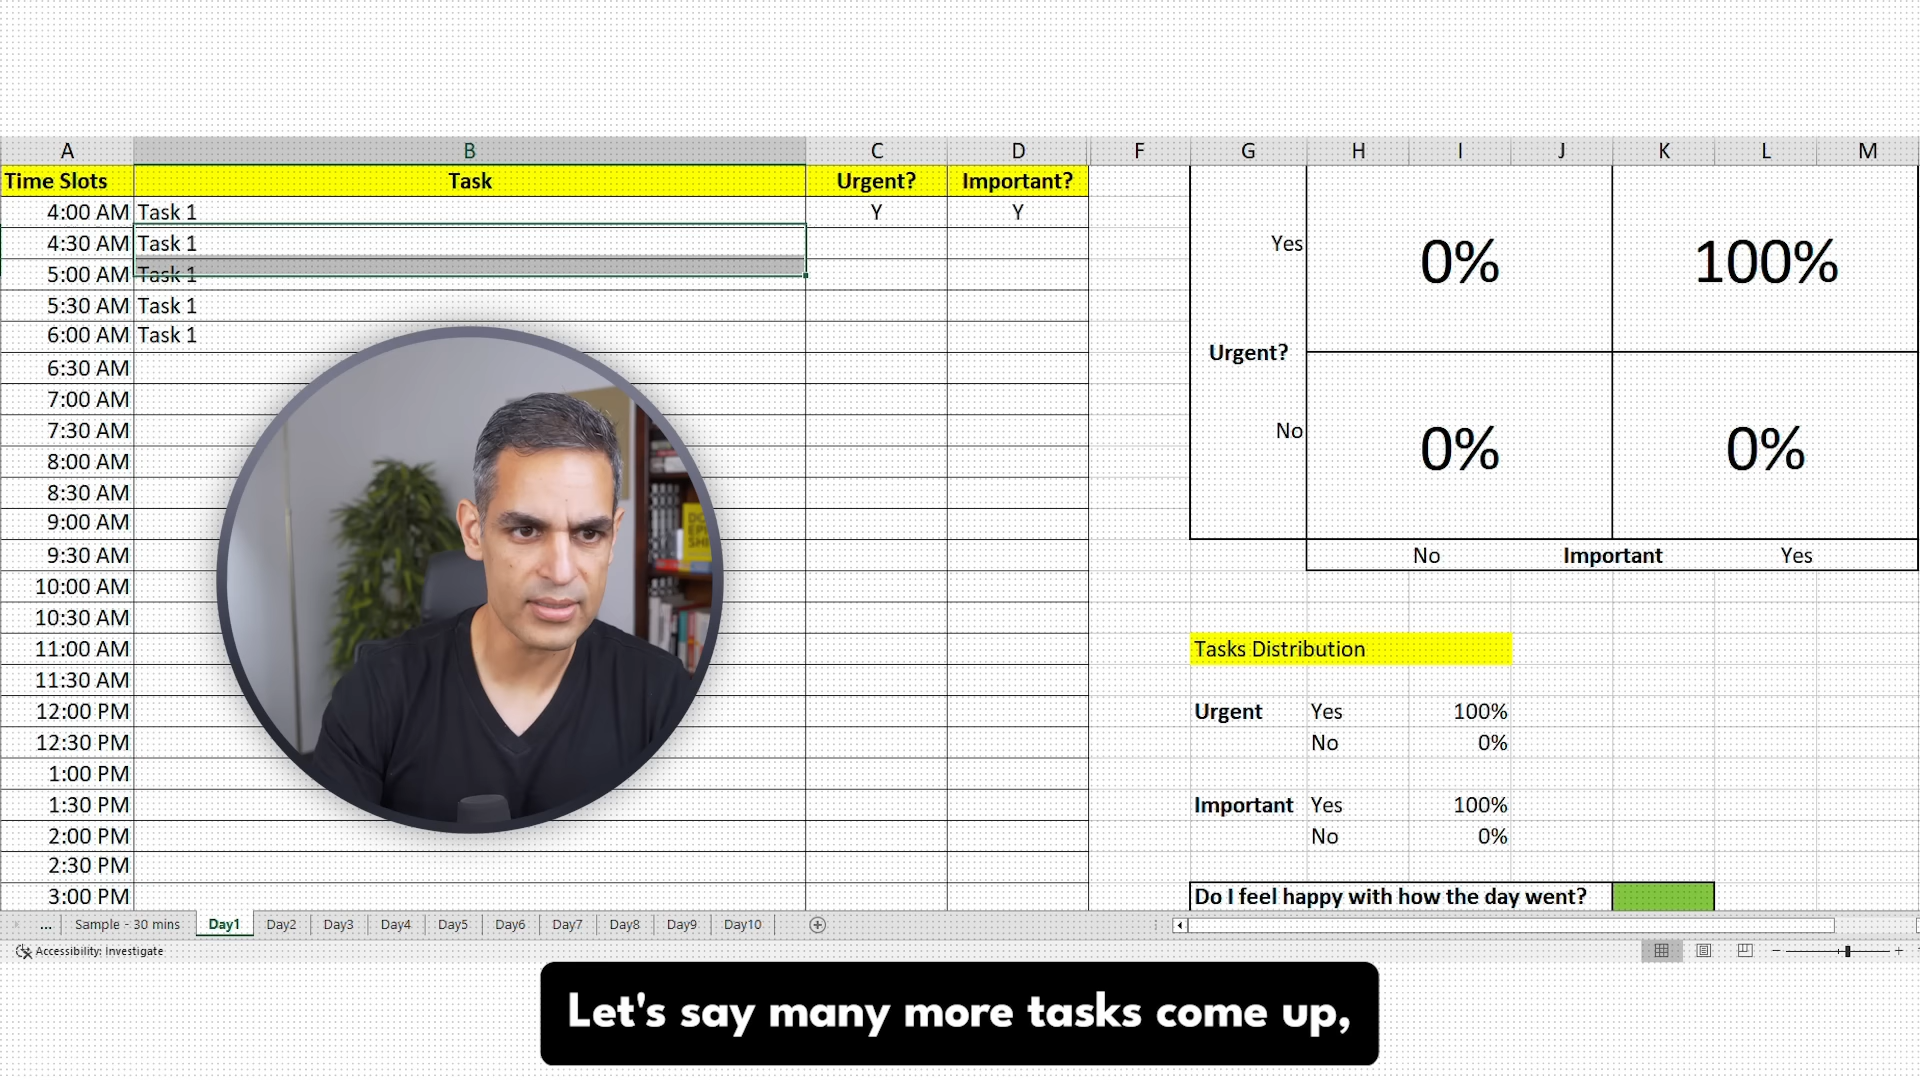 A B C D F G H I J K L M
Time Slots Task Urgent? Important?
4:00 AM Task 1 Y Y
4:30 AM Task 1
5:00 AM Task 1
5:30 AM Task 1
6:00 AM Task 1
6:30 AM
7:00 AM
7:30 AM
8:00 AM
8:30 AM
9:00 AM
9:30 AM
10:00 AM
10:30 AM
11:00 AM
11:30 AM
12:00 PM
12:30 PM
1:00 PM
1:30 PM
2:00 PM
2:30 PM
3:00 PM
Yes 0% 100%
Urgent?
No 0% 0%
No Important Yes
Tasks Distribution
Urgent Yes 100%
No 0%
Important Yes 100%
No 0%
Do I feel happy with how the day went?
... Sample - 30 mins Day1 Day2 Day3 Day4 Day5 Day6 Day7 Day8 Day9 Day10
Accessibility: Investigate
Let's say many more tasks come up,